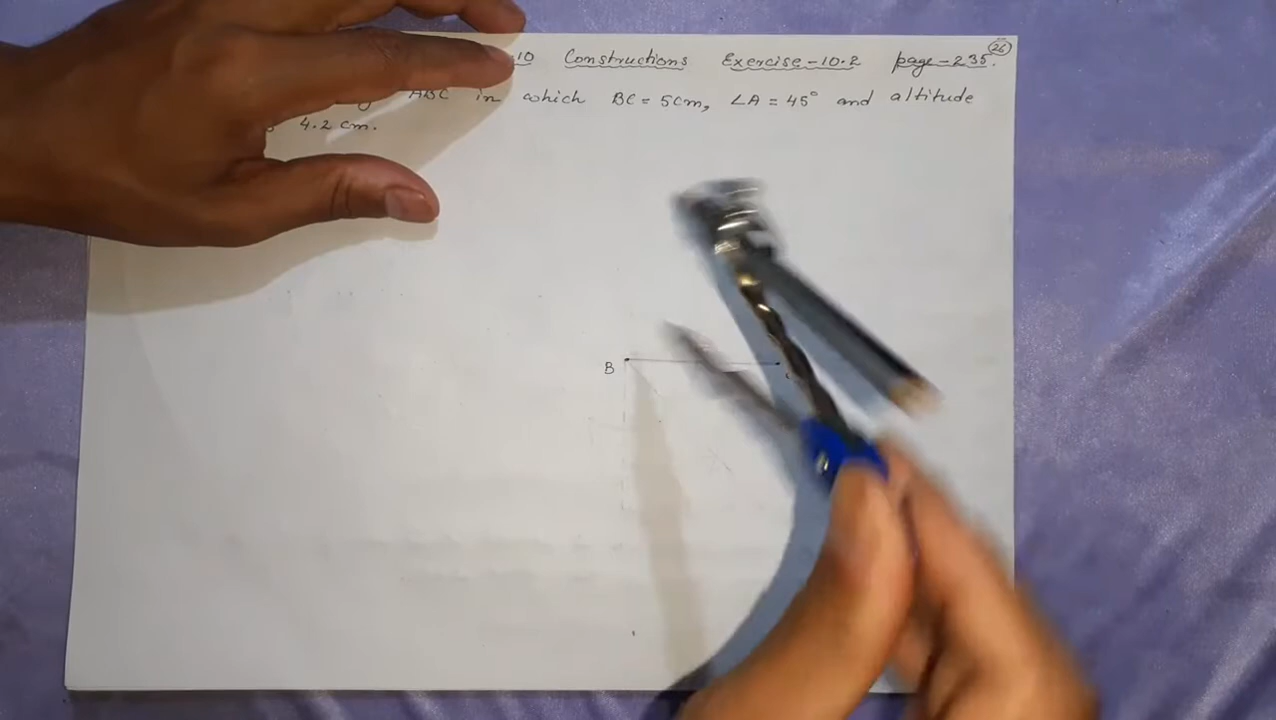 26
10 Constructions Exercise-10.2 page-235.
ABC in which BC = 5cm, ∠A = 45° and altitude
4.2 cm.
B